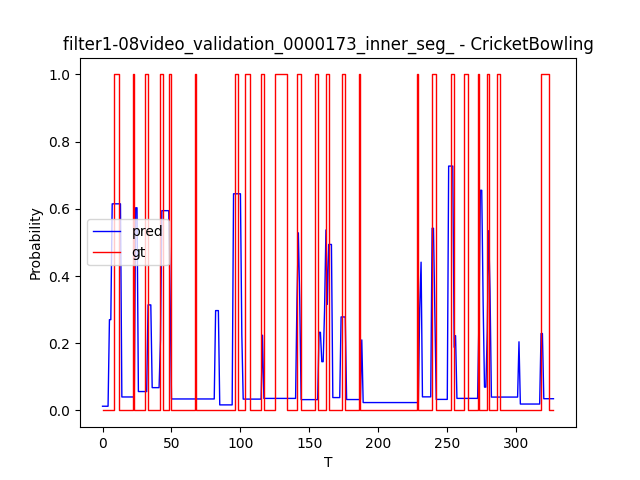 filter1-08video_validation_0000173_inner_seg_ - CricketBowling
1.0
0.8
0.6
0.4
0.2
0.0
Probability
pred
gt
0 50 100 150 200 250 300
T